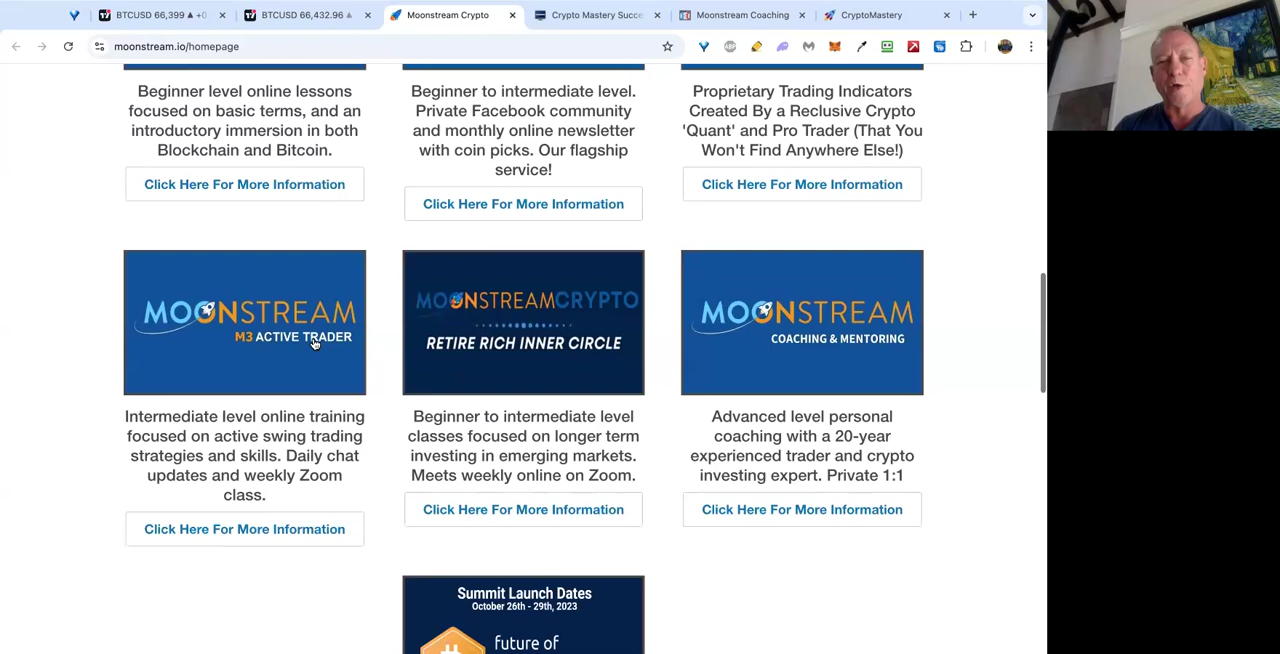 BTCUSD 66,399 ▲ +0
BTCUSD 66,432.96 ▲
Moonstream Crypto
Crypto Mastery Succe
Moonstream Coaching
CryptoMastery
moonstream.io/homepage
Beginner level online lessons
focused on basic terms, and an
introductory immersion in both
Blockchain and Bitcoin.
Click Here For More Information
Beginner to intermediate level.
Private Facebook community
and monthly online newsletter
with coin picks. Our flagship
service!
Click Here For More Information
Proprietary Trading Indicators
Created By a Reclusive Crypto
'Quant' and Pro Trader (That You
Won't Find Anywhere Else!)
Click Here For More Information
MOONSTREAM
M3 ACTIVE TRADER
Intermediate level online training
focused on active swing trading
strategies and skills. Daily chat
updates and weekly Zoom
class.
Click Here For More Information
MOONSTREAMCRYPTO
RETIRE RICH INNER CIRCLE
Beginner to intermediate level
classes focused on longer term
investing in emerging markets.
Meets weekly online on Zoom.
Click Here For More Information
MOONSTREAM
COACHING & MENTORING
Advanced level personal
coaching with a 20-year
experienced trader and crypto
investing expert. Private 1:1
Click Here For More Information
Summit Launch Dates
October 26th - 29th, 2023
future of